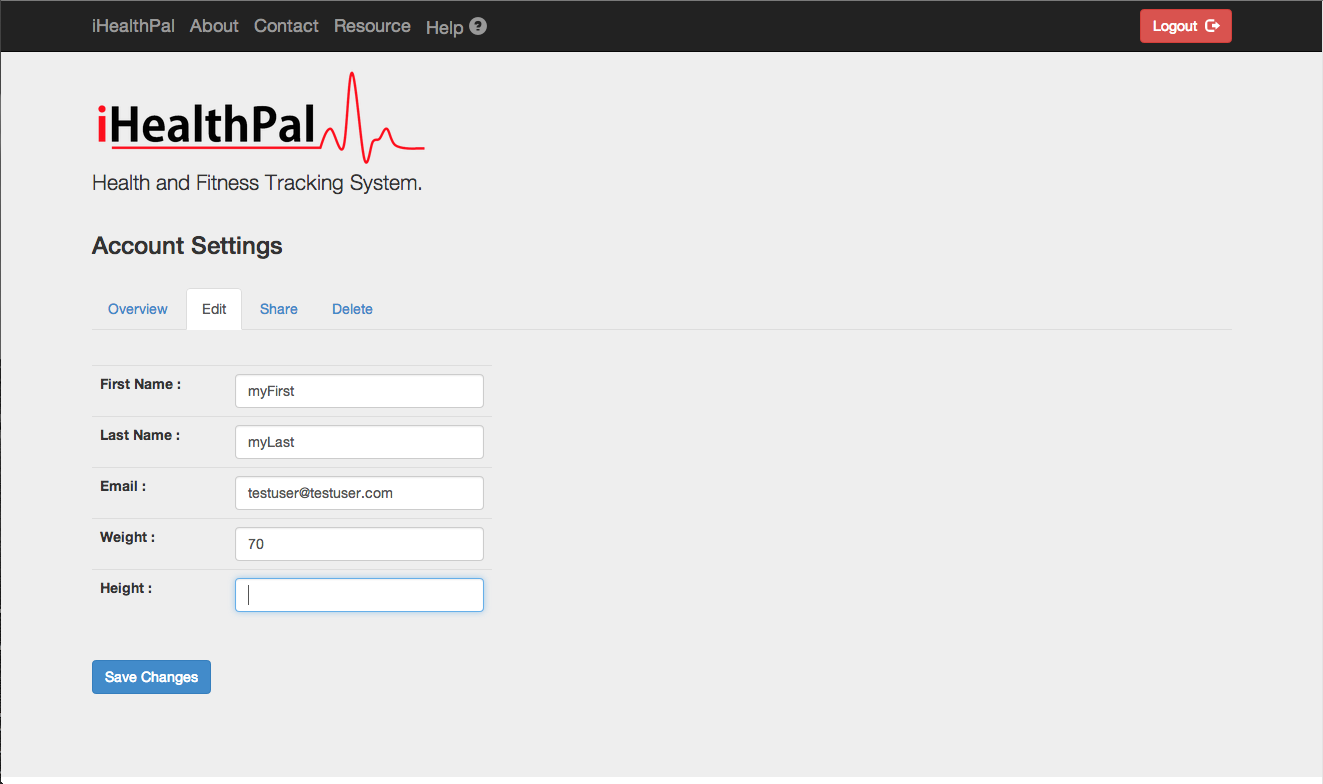 iHealthPal About Contact Resource Help ? Logout
iHealthPal
Health and Fitness Tracking System.
Account Settings
Overview Edit Share Delete
First Name : myFirst
Last Name : myLast
Email : testuser@testuser.com
Weight : 70
Height :
Save Changes